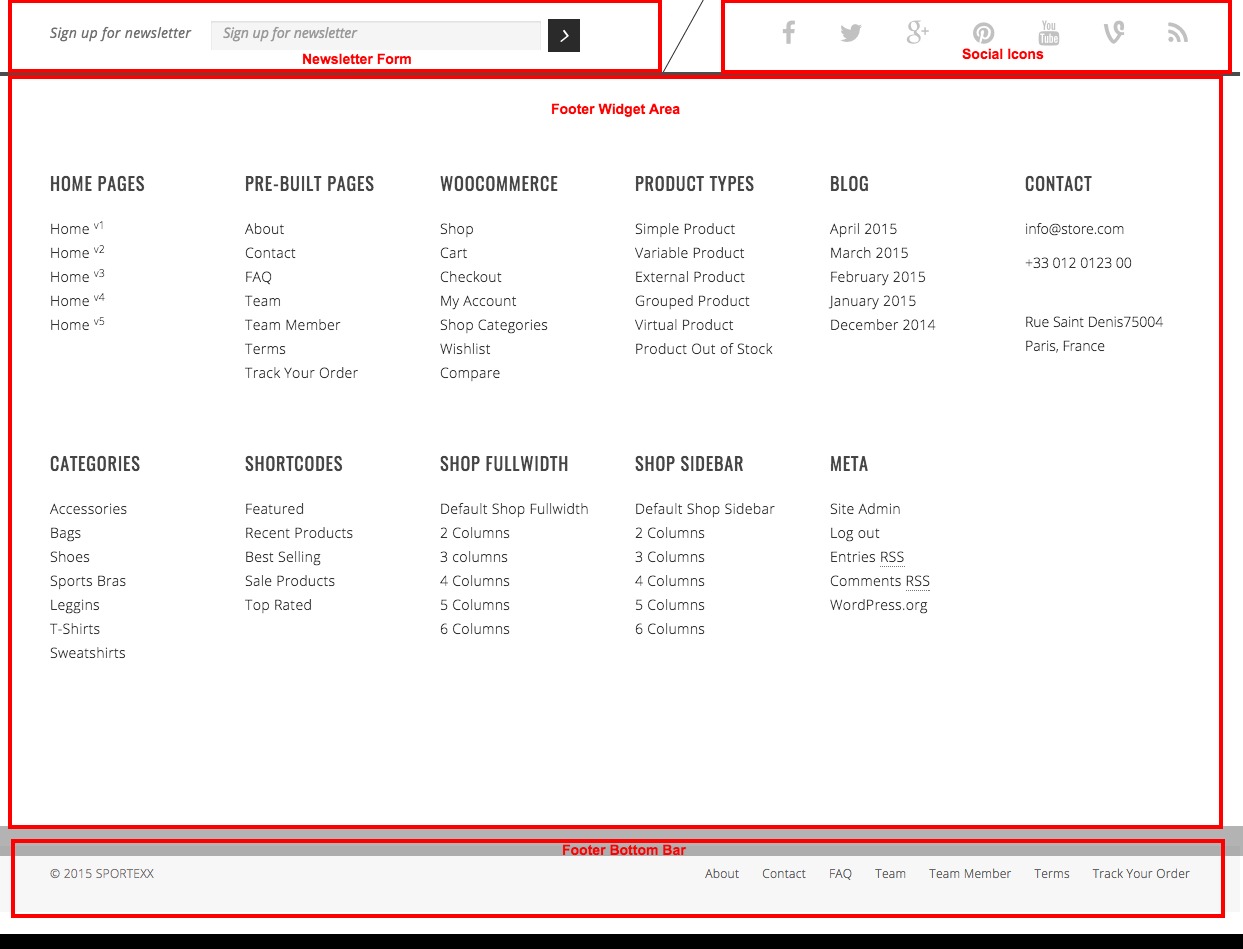 Sign up for newsletter
Sign up for newsletter
Newsletter Form
You
Tube
Social Icons
Footer Widget Area
HOME PAGES
Home v1
Home v2
Home v3
Home v4
Home v5
PRE-BUILT PAGES
About
Contact
FAQ
Team
Team Member
Terms
Track Your Order
WOOCOMMERCE
Shop
Cart
Checkout
My Account
Shop Categories
Wishlist
Compare
PRODUCT TYPES
Simple Product
Variable Product
External Product
Grouped Product
Virtual Product
Product Out of Stock
BLOG
April 2015
March 2015
February 2015
January 2015
December 2014
CONTACT
info@store.com
+33 012 0123 00
Rue Saint Denis75004
Paris, France
CATEGORIES
Accessories
Bags
Shoes
Sports Bras
Leggins
T-Shirts
Sweatshirts
SHORTCODES
Featured
Recent Products
Best Selling
Sale Products
Top Rated
SHOP FULLWIDTH
Default Shop Fullwidth
2 Columns
3 columns
4 Columns
5 Columns
6 Columns
SHOP SIDEBAR
Default Shop Sidebar
2 Columns
3 Columns
4 Columns
5 Columns
6 Columns
META
Site Admin
Log out
Entries RSS
Comments RSS
WordPress.org
Footer Bottom Bar
© 2015 SPORTEXX
About Contact FAQ Team Team Member Terms Track Your Order